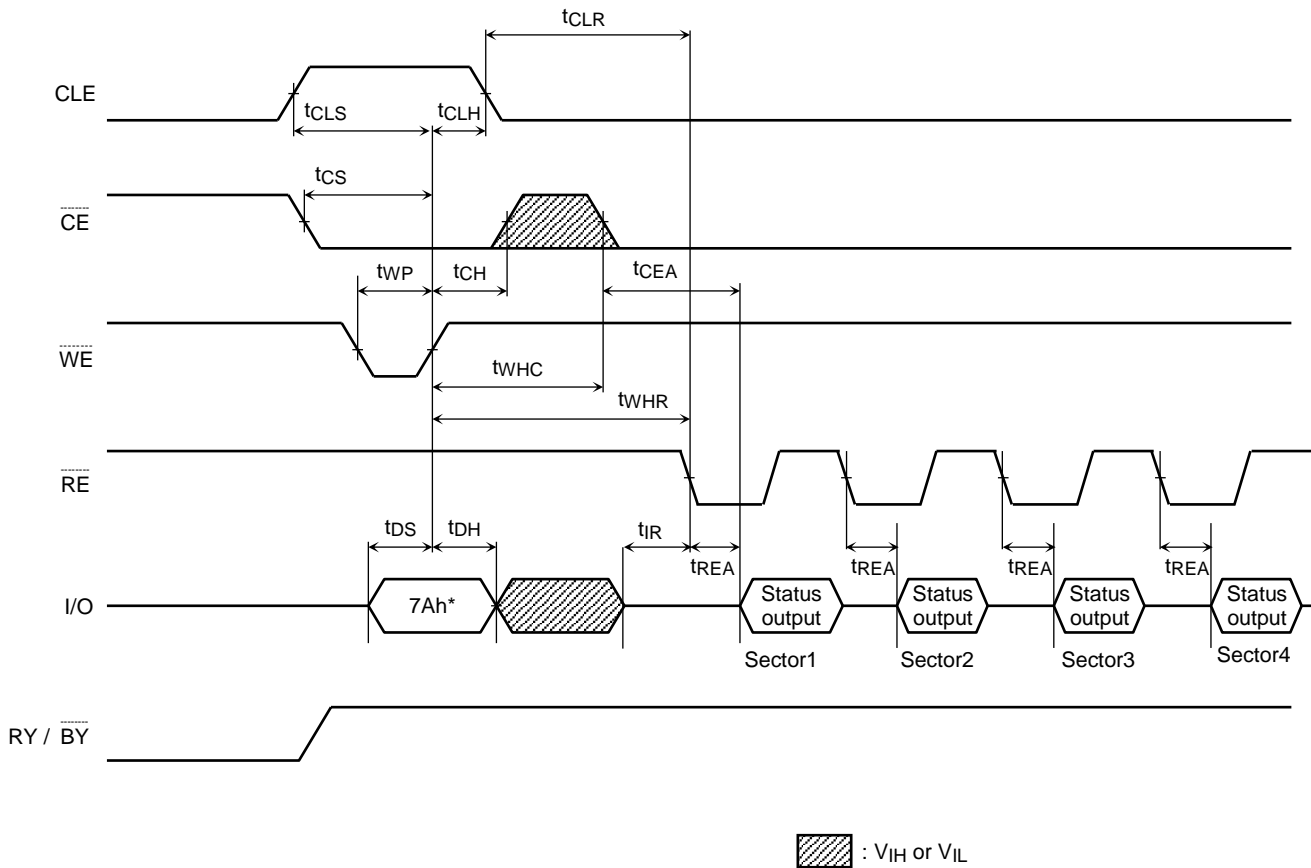 tCLR
CLE
tCLS
tCLH
tCS
CE
tWP
tCH
tCEA
WE
tWHC
tWHR
RE
tDS
tDH
tIR
tREA
tREA
tREA
tREA
I/O
7Ah*
Status output
Status output
Status output
Status output
Sector1
Sector2
Sector3
Sector4
RY / BY
: VIH or VIL